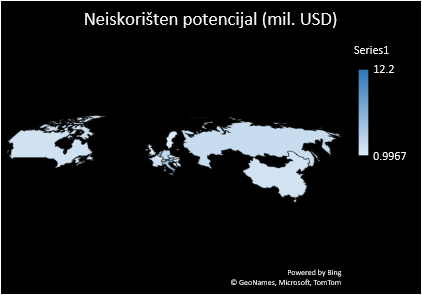 Neiskorišten potencijal (mil. USD)
Series1
12.2
0.9967
Powered by Bing
© GeoNames, Microsoft, TomTom